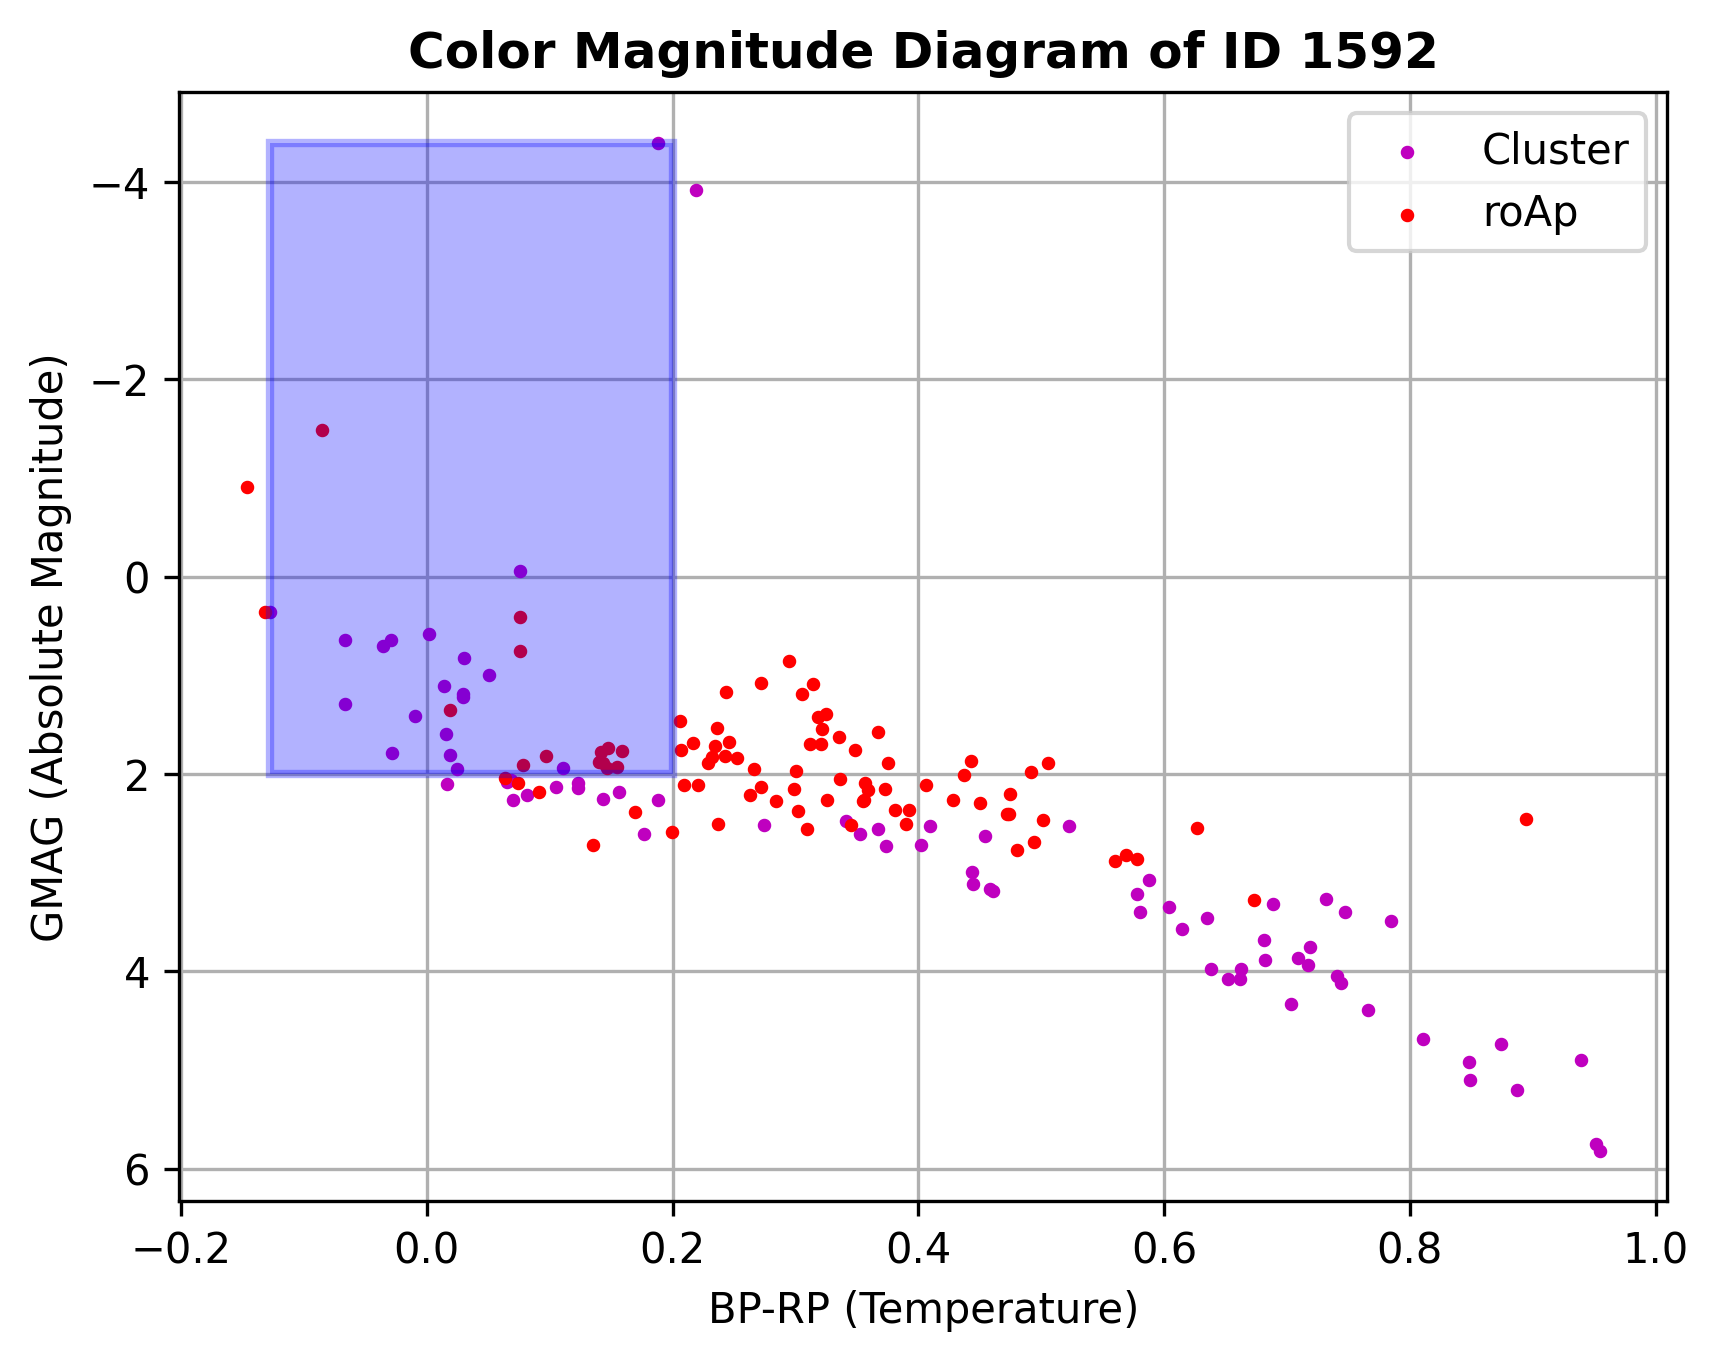 Color Magnitude Diagram of ID 1592
Cluster
roAp
GMAG (Absolute Magnitude)
−4
−2
0
2
4
6
−0.2 0.0 0.2 0.4 0.6 0.8 1.0
BP-RP (Temperature)